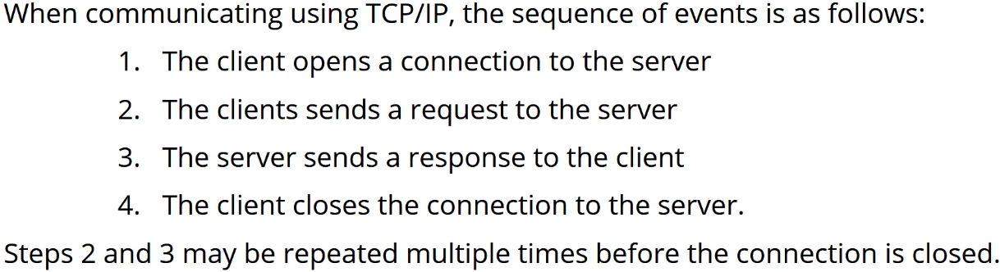 When communicating using TCP/IP, the sequence of events is as follows:
1. The client opens a connection to the server
2. The clients sends a request to the server
3. The server sends a response to the client
4. The client closes the connection to the server.
Steps 2 and 3 may be repeated multiple times before the connection is closed.